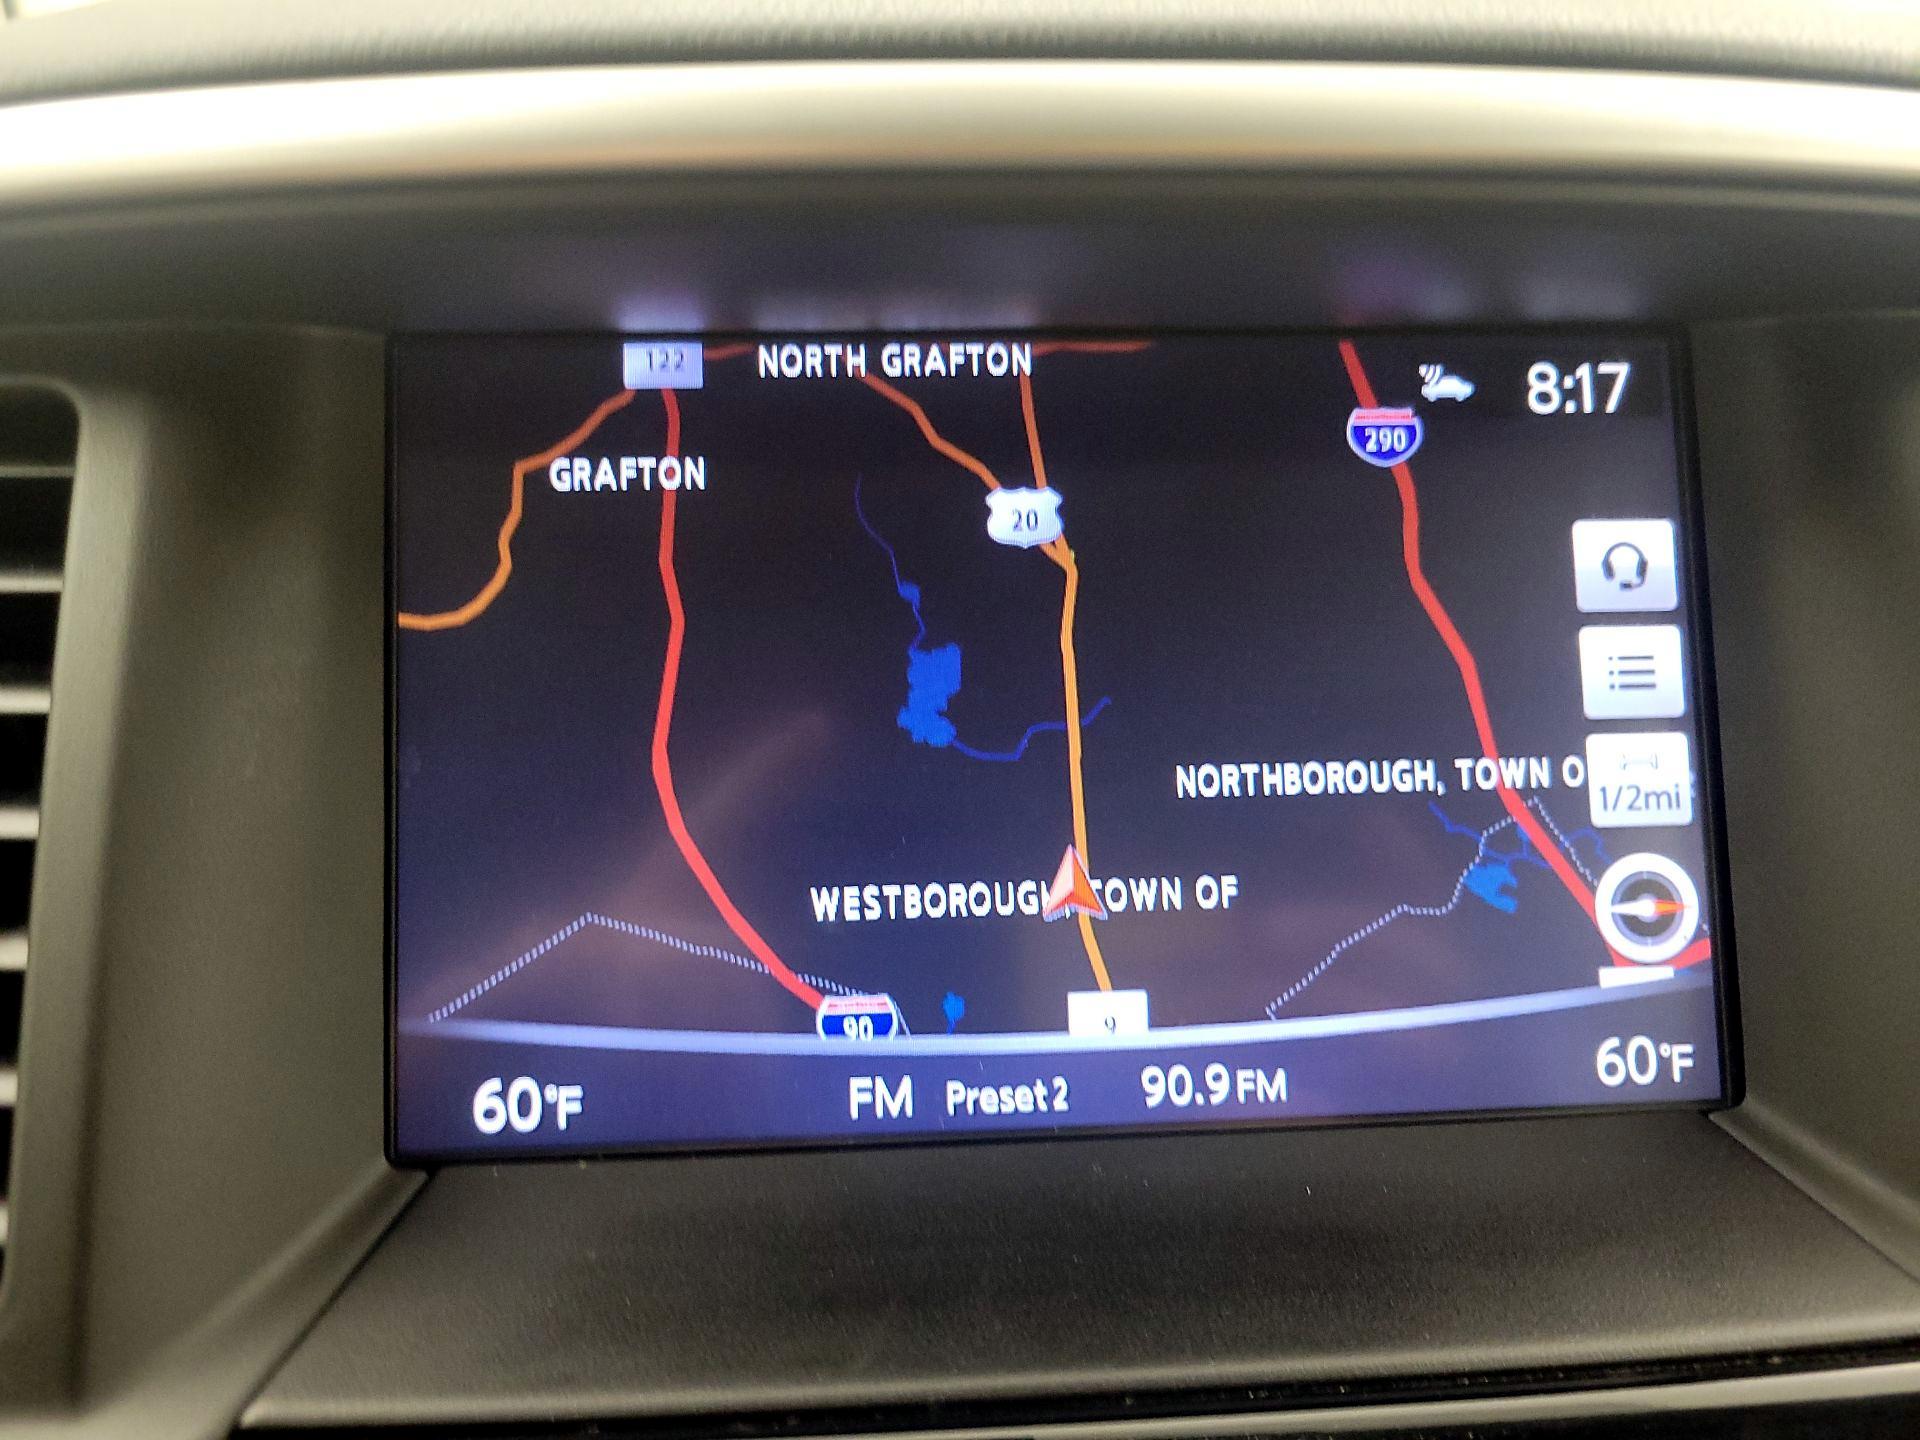 122
NORTH GRAFTON
8:17
290
GRAFTON
20
NORTHBOROUGH, TOWN O
1/2mi
WESTBOROUGH TOWN OF
90
9
60°F
FM Preset 2 90.9 FM
60°F